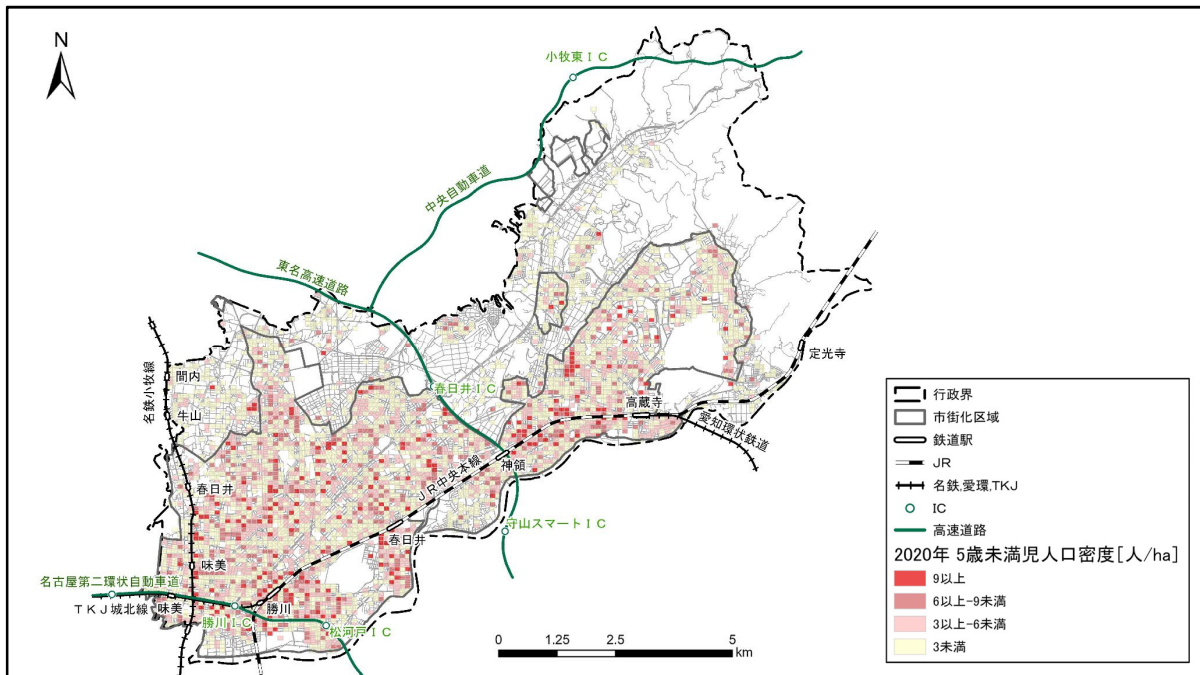 N
小牧東ＩＣ
中央自動車道
東名高速道路
名鉄小牧線
間内
牛山
春日井ＩＣ
定光寺
高蔵寺
愛知環状鉄道
神領
ＪＲ中央本線
春日井
守山スマートＩＣ
春日井
味美
名古屋第二環状自動車道
ＴＫＪ城北線
味美
勝川
勝川ＩＣ
松河戸ＩＣ
0 1.25 2.5 5
km
行政界
市街化区域
鉄道駅
JR
名鉄,愛環,TKJ
IC
高速道路
2020年 5歳未満児人口密度[人/ha]
9以上
6以上-9未満
3以上-6未満
3未満